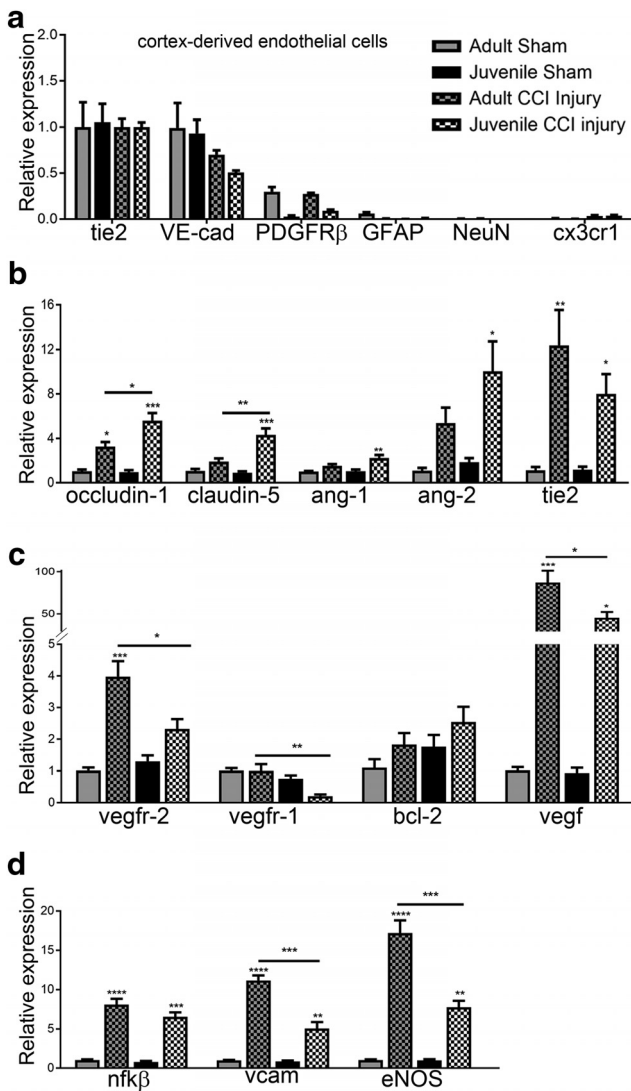 a
cortex-derived endothelial cells
Adult Sham
Juvenile Sham
Adult CCI Injury
Juvenile CCI injury
Relative expression
2.0
1.5
1.0
0.5
0.0
tie2 VE-cad PDGFRβ GFAP NeuN cx3cr1
b
Relative expression
16
12
8
4
0
* *** *
** ***
**
*
** *
occludin-1 claudin-5 ang-1 ang-2 tie2
c
Relative expression
100
50
5
4
3
2
1
0
*** *
**
*** * *
vegfr-2 vegfr-1 bcl-2 vegf
d
Relative expression
20
15
10
5
0
**** ***
**** *** **
**** *** **
nfkβ vcam eNOS